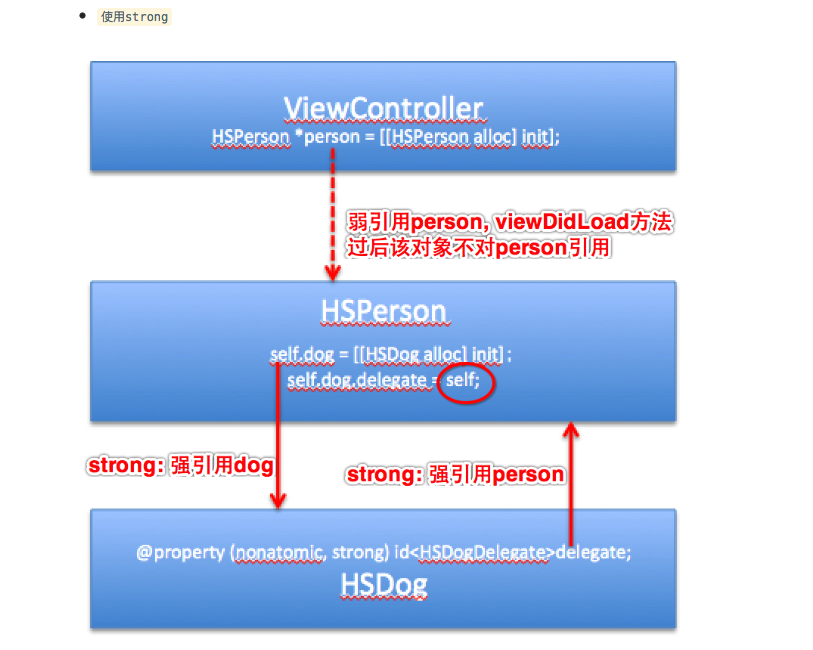 使用strong
ViewController
HSPerson *person = [[HSPerson alloc] init];
弱引用person, viewDidLoad方法
过后该对象不对person引用
HSPerson
self.dog = [[HSDog alloc] init] ;
self.dog.delegate = self;
strong: 强引用dog
strong: 强引用person
@property (nonatomic, strong) id<HSDogDelegate>delegate;
HSDog